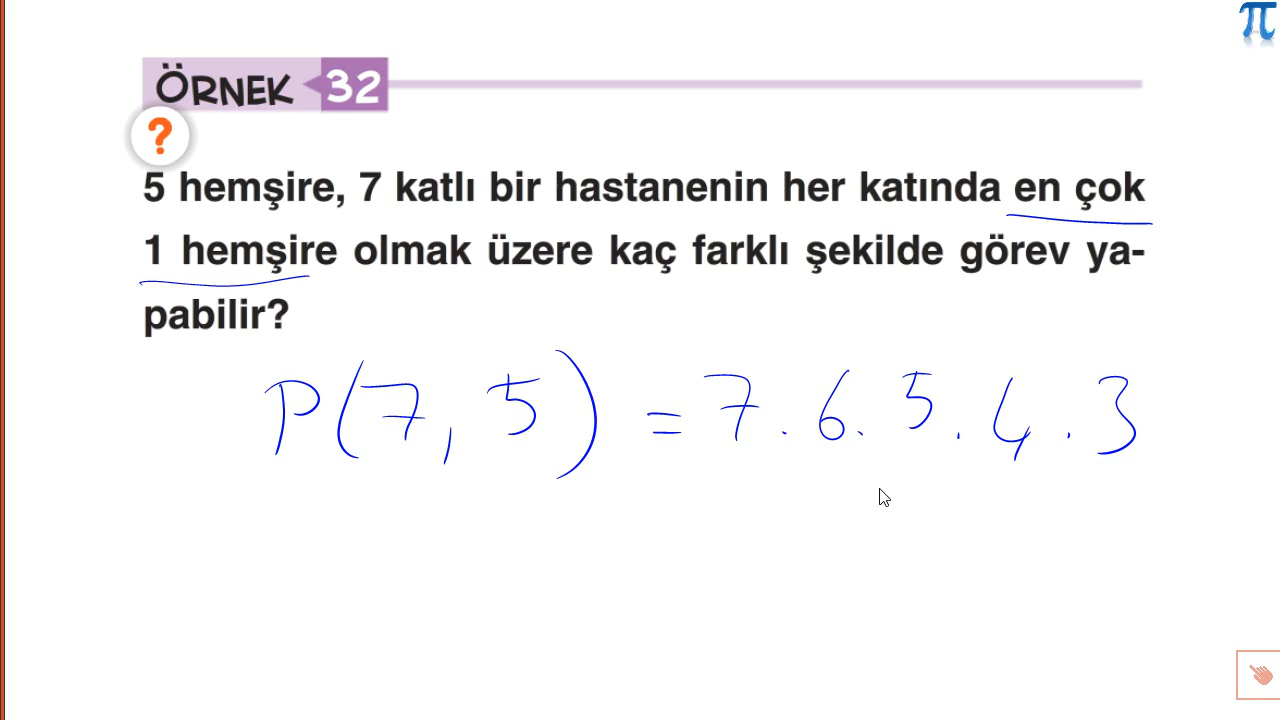 π
ÖRNEK 32
?
5 hemşire, 7 katlı bir hastanenin her katında en çok
1 hemşire olmak üzere kaç farklı şekilde görev ya-
pabilir?
P(7, 5) = 7 . 6 . 5 . 4 . 3